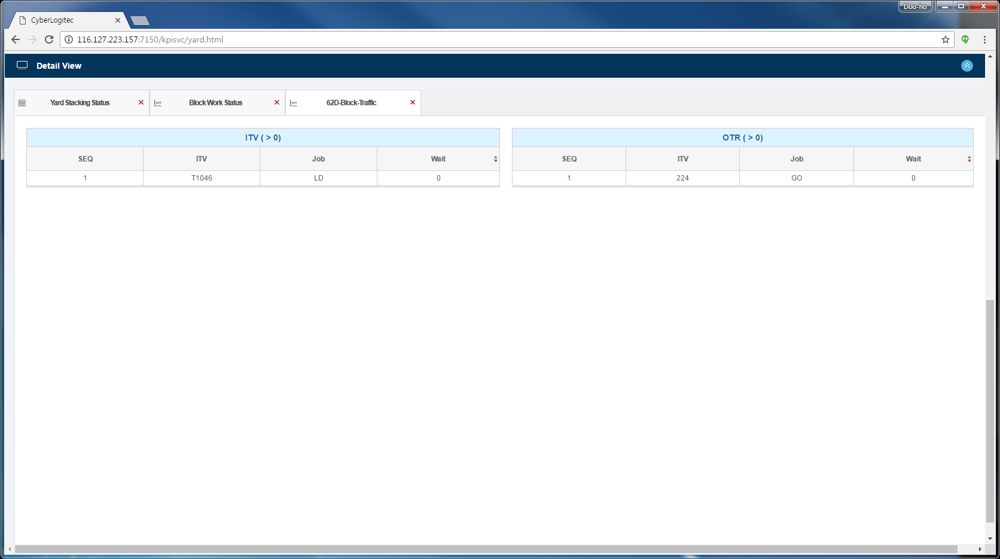 Doo-ho
CyberLogitec
116.127.223.157:7150/kpisvc/yard.html
Detail View
Yard Stacking Status
Block Work Status
62D-Block-Traffic
ITV ( > 0)
SEQ ITV Job Wait
1 T1046 LD 0
OTR ( > 0)
SEQ ITV Job Wait
1 224 GO 0